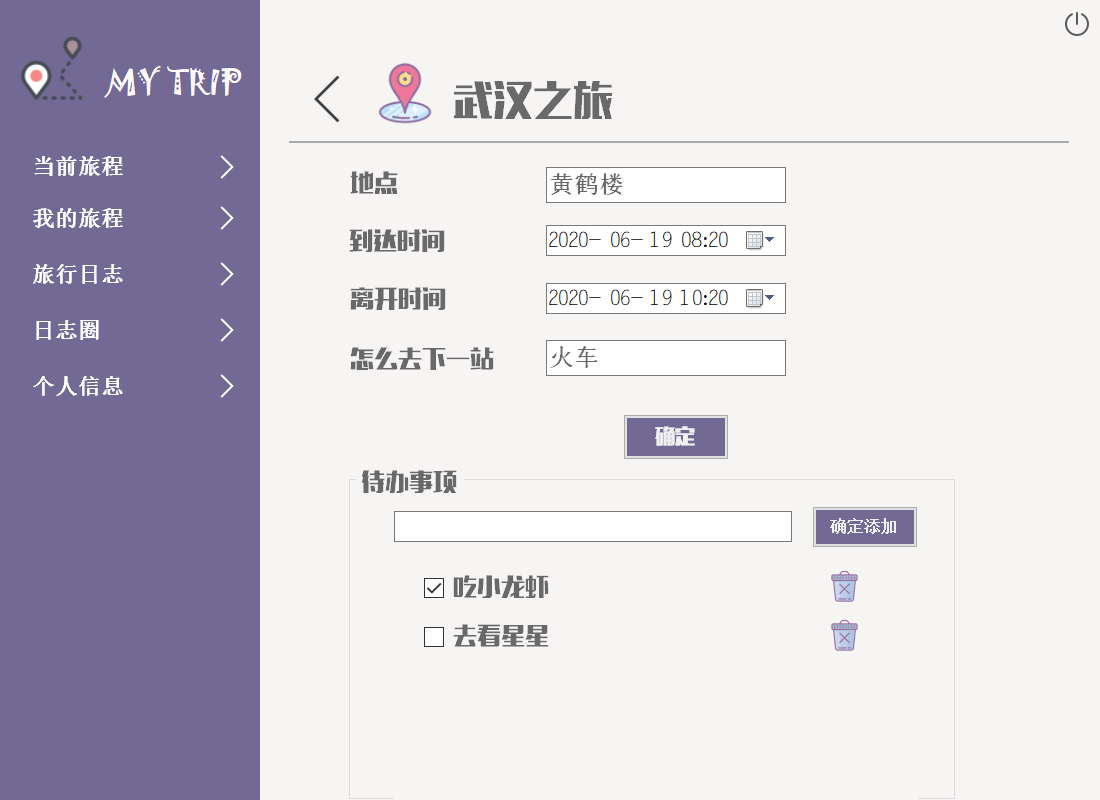 MY TRIP
当前旅程
我的旅程
旅行日志
日志圈
个人信息
武汉之旅
地点 黄鹤楼
到达时间 2020- 06- 19 08:20
离开时间 2020- 06- 19 10:20
怎么去下一站 火车
确定
待办事项
确定添加
吃小龙虾
去看星星